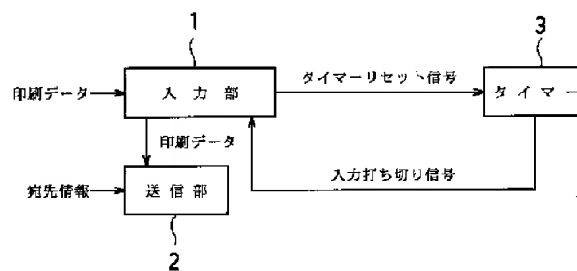 1
3
印刷データ
入力部
タイマーリセット信号
タイマー
印刷データ
入力打ち切り信号
宛先情報
送信部
2